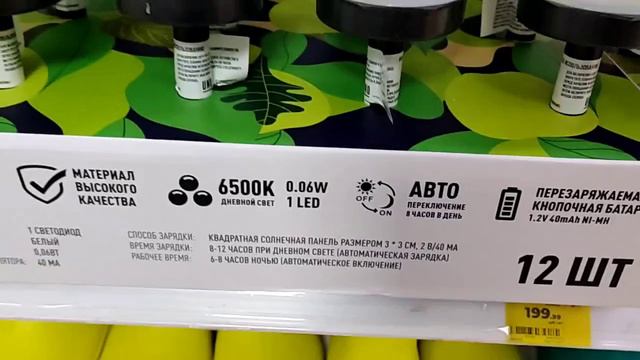 МАТЕРИАЛ
ВЫСОКОГО
КАЧЕСТВА
6500K
ДНЕВНОЙ СВЕТ
0.06W
1 LED
OFF
ON
АВТО
ПЕРЕКЛЮЧЕНИЕ
8 ЧАСОВ В ДЕНЬ
ПЕРЕЗАРЯЖАЕМА
КНОПОЧНАЯ БАТАР
1.2V 40mAh NI-MH
1 СВЕТОДИОД
БЕЛЫЙ
0,06ВТ
ЛЯТОРА: 40 МА
СПОСОБ ЗАРЯДКИ: КВАДРАТНАЯ СОЛНЕЧНАЯ ПАНЕЛЬ РАЗМЕРОМ 3 * 3 СМ, 2 В/40 МА
ВРЕМЯ ЗАРЯДКИ: 8-12 ЧАСОВ ПРИ ДНЕВНОМ СВЕТЕ (АВТОМАТИЧЕСКАЯ ЗАРЯДКА)
РАБОЧЕЕ ВРЕМЯ: 6-8 ЧАСОВ НОЧЬЮ (АВТОМАТИЧЕСКОЕ ВКЛЮЧЕНИЕ)
12 ШТ
199.99